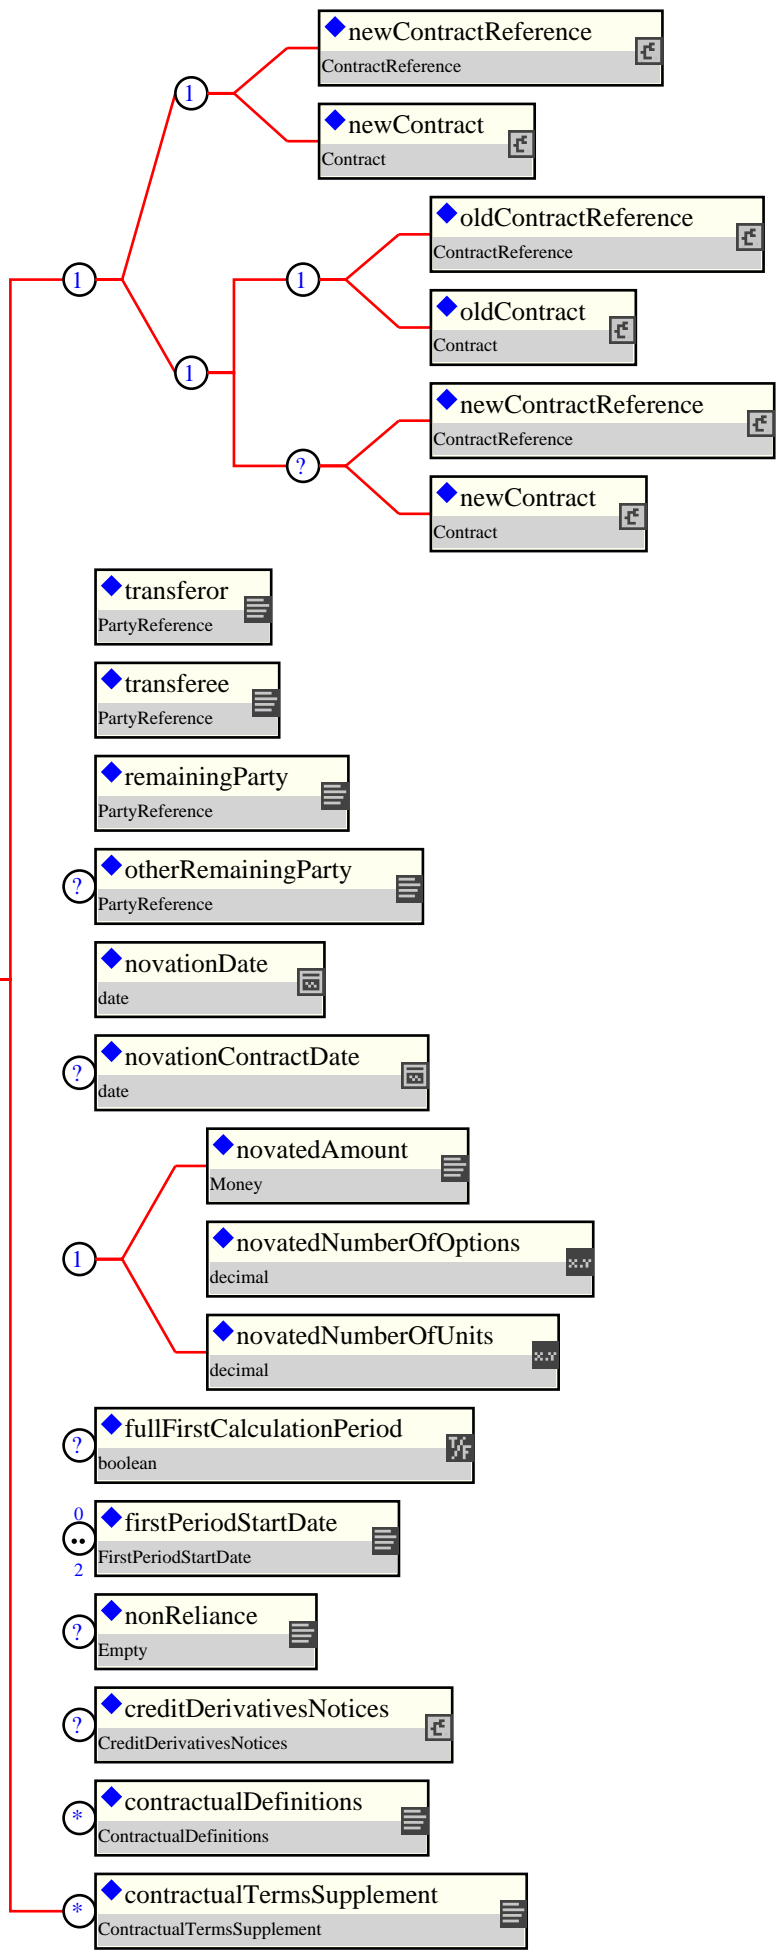 newContractReference
ContractReference
1
newContract
Contract
oldContractReference
ContractReference
1
1
oldContract
Contract
1
newContractReference
ContractReference
?
newContract
Contract
transferor
PartyReference
transferee
PartyReference
remainingParty
PartyReference
? otherRemainingParty
PartyReference
novationDate
date
? novationContractDate
date
novatedAmount
Money
1 novatedNumberOfOptions
decimal
x.Y
novatedNumberOfUnits
decimal
x.Y
? fullFirstCalculationPeriod
boolean
T/F
0
firstPeriodStartDate
..
FirstPeriodStartDate
2
? nonReliance
Empty
? creditDerivativesNotices
CreditDerivativesNotices
* contractualDefinitions
ContractualDefinitions
* contractualTermsSupplement
ContractualTermsSupplement